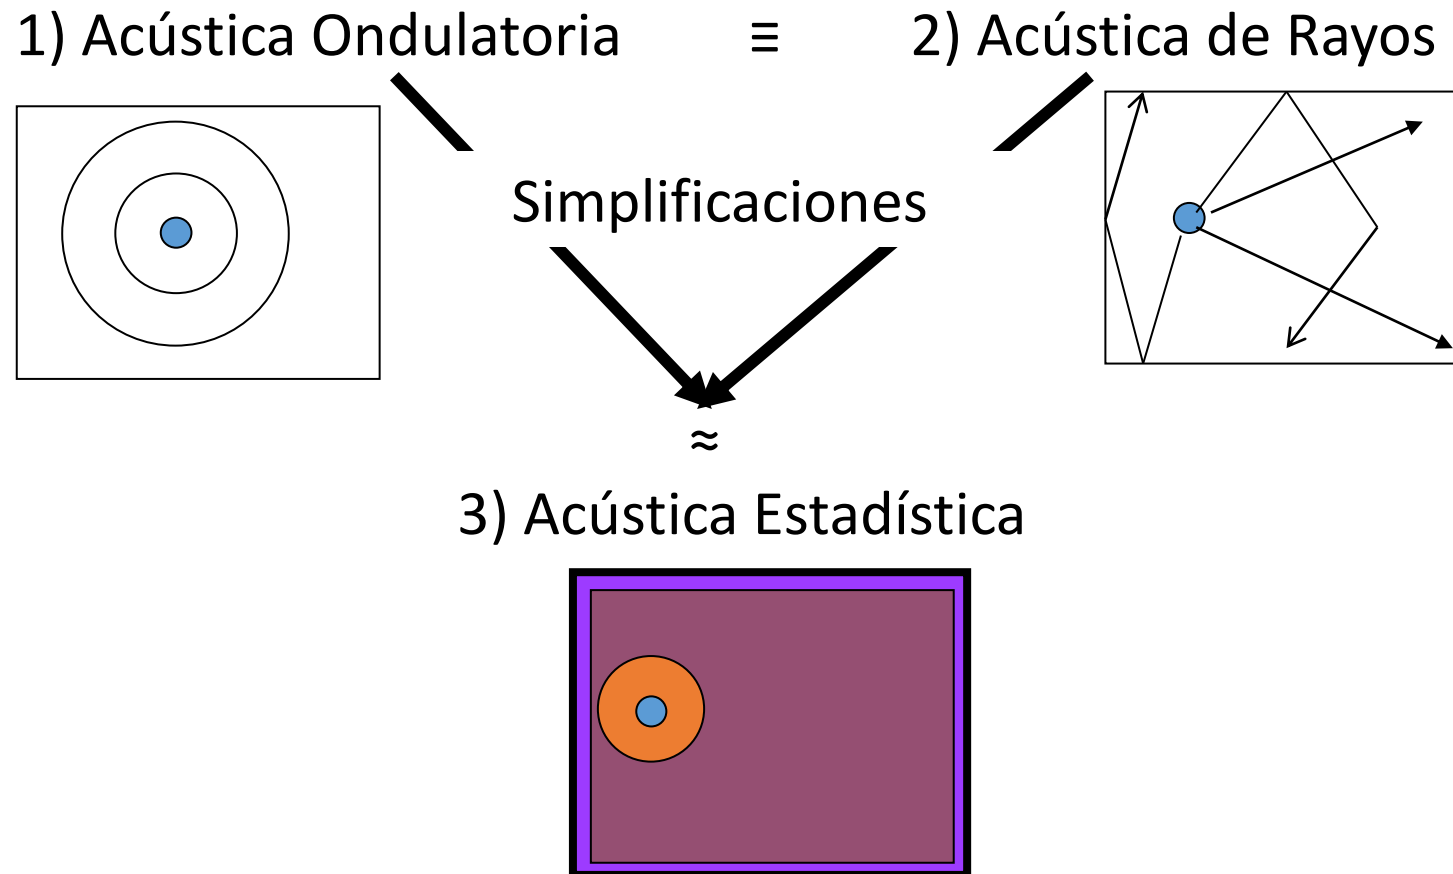 1) Acústica Ondulatoria ≡ 2) Acústica de Rayos
Simplificaciones
≈
3) Acústica Estadística